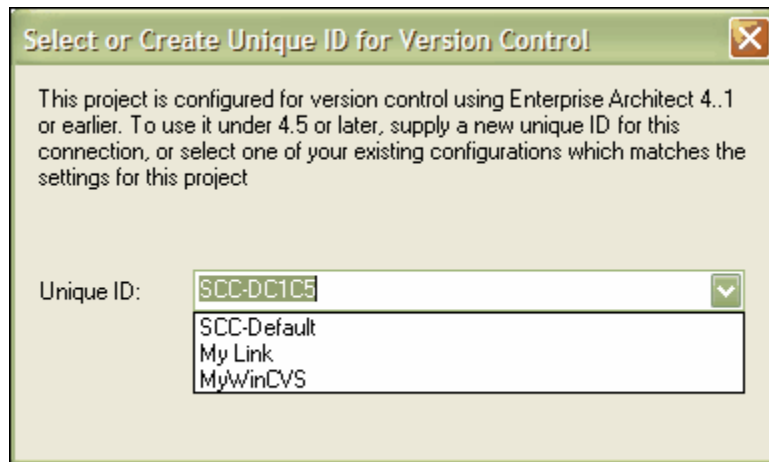 Select or Create Unique ID for Version Control
This project is configured for version control using Enterprise Architect 4..1
or earlier. To use it under 4.5 or later, supply a new unique ID for this
connection, or select one of your existing configurations which matches the
settings for this project
Unique ID: SCC-DC1C5
SCC-Default
My Link
MyWinCVS